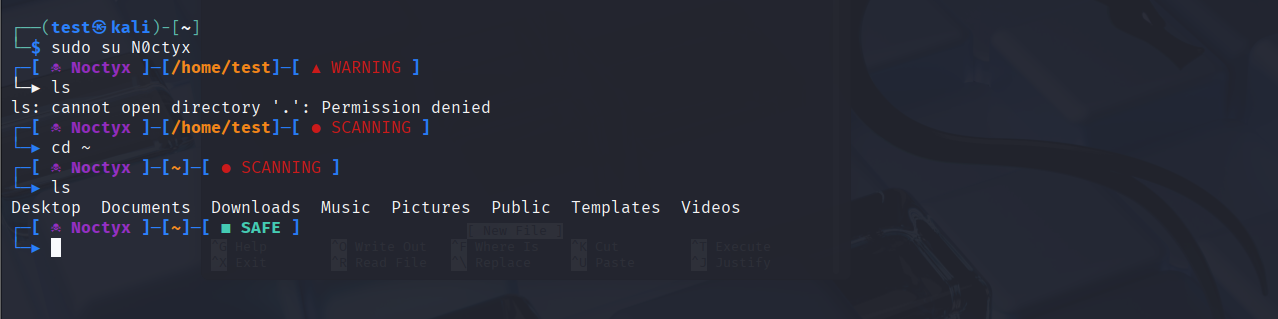 ┌──(test㉿kali)-[~]
└─$ sudo su N0ctyx
┌─[ ☠ Noctyx ]─[/home/test]─[ ▲ WARNING ]
└─► ls
ls: cannot open directory '.': Permission denied
┌─[ ☠ Noctyx ]─[/home/test]─[ ● SCANNING ]
└─► cd ~
┌─[ ☠ Noctyx ]─[~]─[ ● SCANNING ]
└─► ls
Desktop  Documents  Downloads  Music  Pictures  Public  Templates  Videos
┌─[ ☠ Noctyx ]─[~]─[ ■ SAFE ]
└─►
[ New File ]
Help Write Out Where Is Cut Execute
Exit Read File Replace Paste Justify